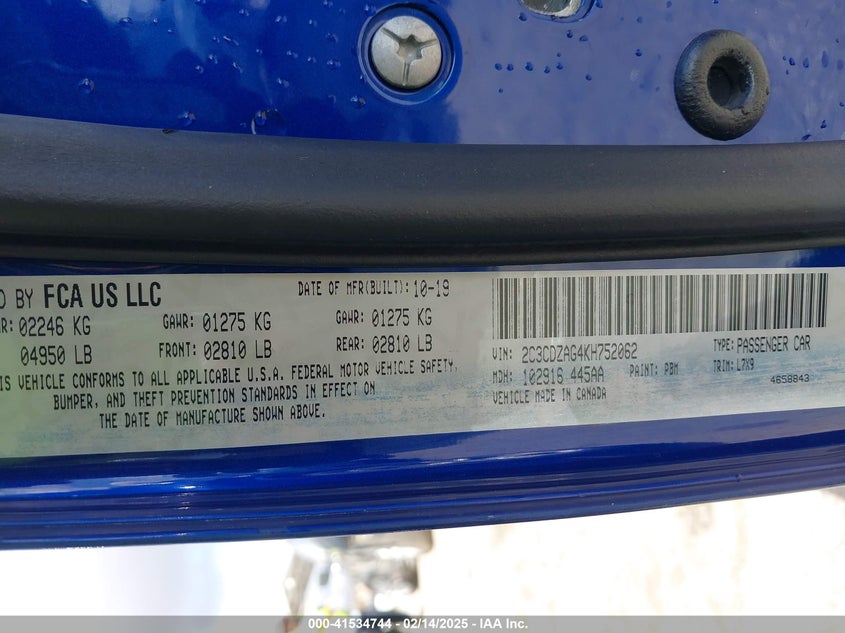 D BY FCA US LLC DATE OF MFR(BUILT): 10-19
R: 02246 KG GAWR: 01275 KG GAWR: 01275 KG
04950 LB FRONT: 02810 LB REAR: 02810 LB
IS VEHICLE CONFORMS TO ALL APPLICABLE U.S.A. FEDERAL MOTOR VEHICLE SAFETY,
BUMPER, AND THEFT PREVENTION STANDARDS IN EFFECT ON
THE DATE OF MANUFACTURE SHOWN ABOVE.
VIN: 2C3CDZAG4KH752062 TYPE: PASSENGER CAR
MDH: 102916 445AA PAINT: PBM TRIM: L7X9
VEHICLE MADE IN CANADA 4658843
000-41534744 - 02/14/2025 - IAA Inc.